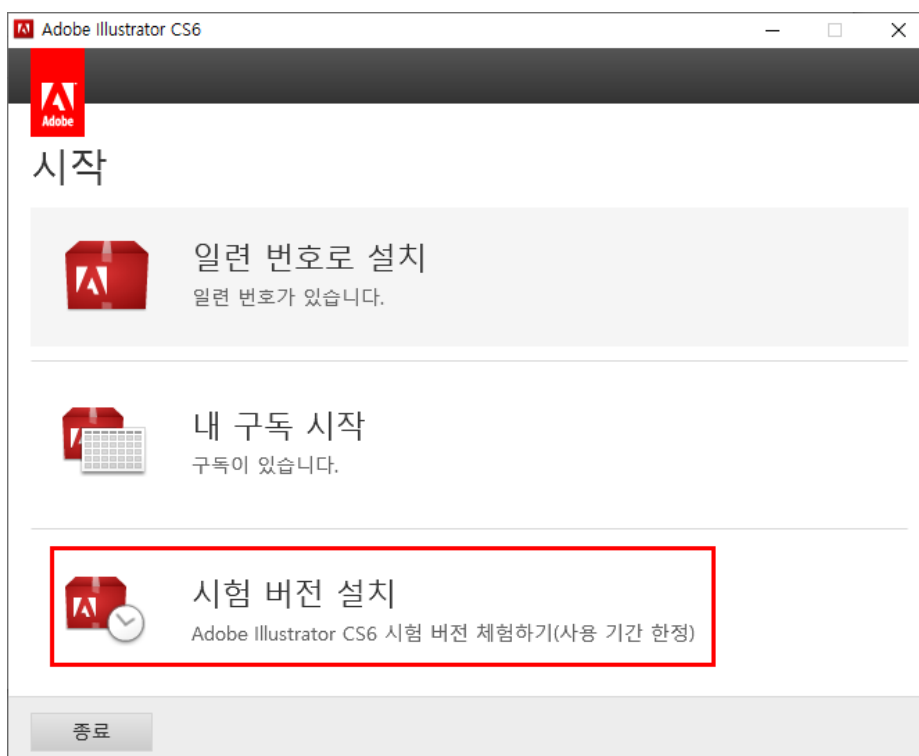 Adobe Illustrator CS6
Adobe
시작
일련 번호로 설치
일련 번호가 있습니다.
내 구독 시작
구독이 있습니다.
시험 버전 설치
Adobe Illustrator CS6 시험 버전 체험하기(사용 기간 한정)
종료